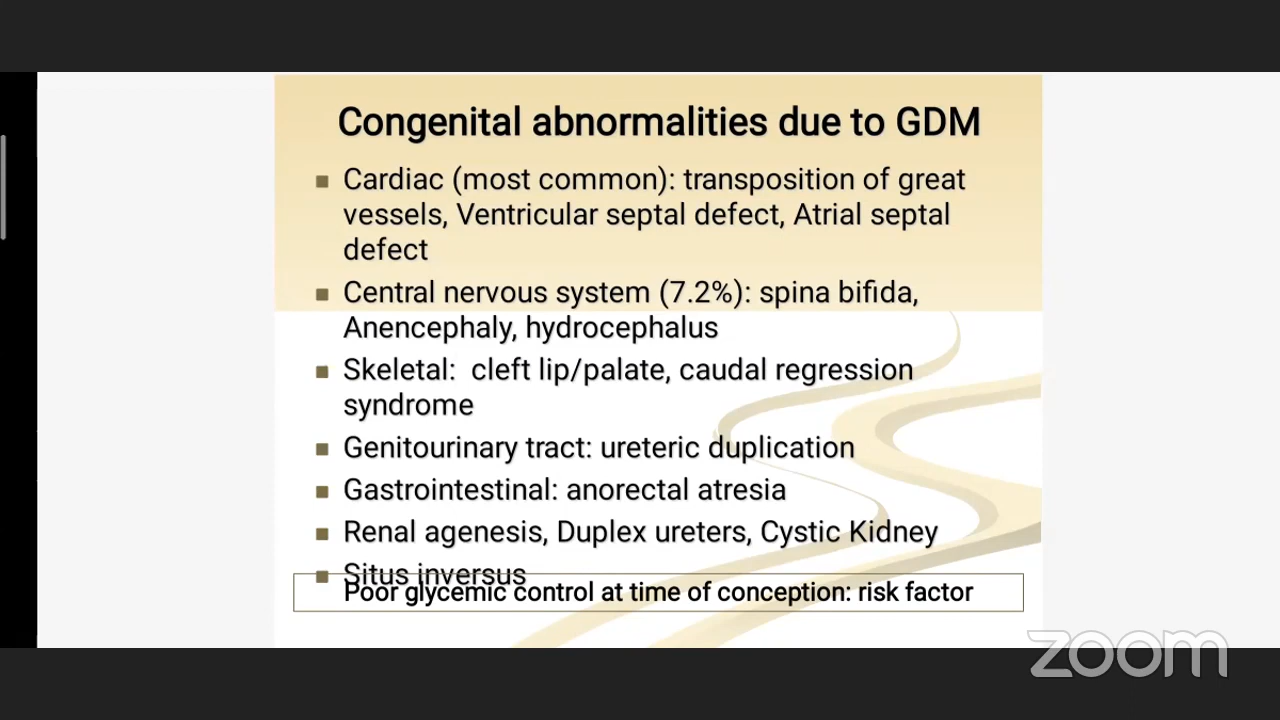 Congenital abnormalities due to GDM
Cardiac (most common): transposition of great
vessels, Ventricular septal defect, Atrial septal
defect
Central nervous system (7.2%): spina bifida,
Anencephaly, hydrocephalus
Skeletal: cleft lip/palate, caudal regression
syndrome
Genitourinary tract: ureteric duplication
Gastrointestinal: anorectal atresia
Renal agenesis, Duplex ureters, Cystic Kidney
Situs inversus
Poor glycemic control at time of conception: risk factor
zoom